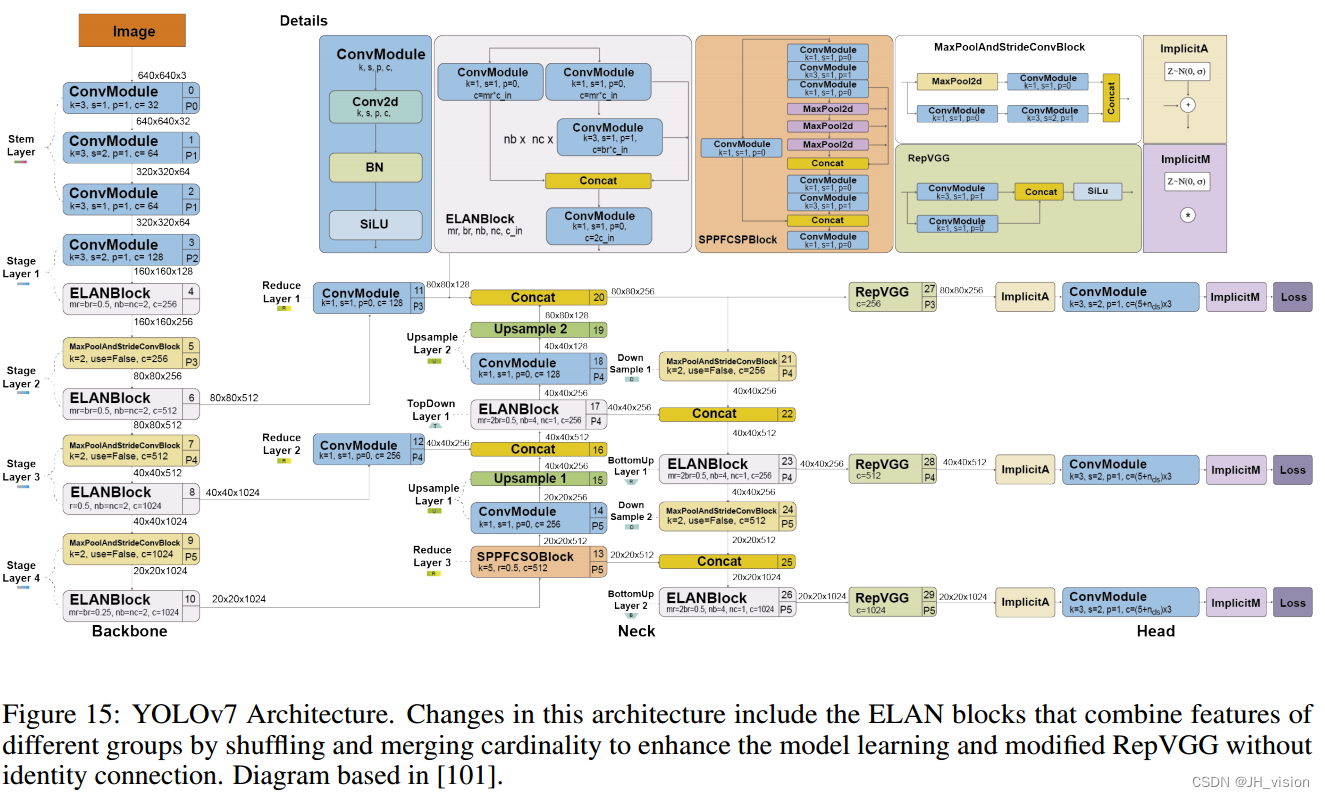 Image
Details
640x640x3
ConvModule 0
k=3, s=1, p=1, c= 32 P0
640x640x32
Stem
Layer
ConvModule 1
k=3, s=2, p=1, c= 64 P1
320x320x64
ConvModule 2
k=3, s=1, p=1, c= 64 P1
320x320x64
Stage
Layer 1
ConvModule 3
k=3, s=2, p=1, c= 128 P2
160x160x128
ELANBlock 4
mr=br=0.5, nb=nc=2, c=256
160x160x256
Stage
Layer 2
MaxPoolAndStrideConvBlock 5
k=2, use=False, c=256 P3
80x80x256
ELANBlock 6
mr=br=0.5, nb=nc=2, c=512
80x80x512
80x80x512
Stage
Layer 3
MaxPoolAndStrideConvBlock 7
k=2, use=False, c=512 P4
40x40x512
ELANBlock 8
r=0.5, nb=nc=2, c=1024
40x40x1024
40x40x1024
Stage
Layer 4
MaxPoolAndStrideConvBlock 9
k=2, use=False, c=1024 P5
20x20x1024
ELANBlock 10
mr=br=0.25, nb=nc=2, c=1024
20x20x1024
Backbone
ConvModule
k, s, p, c,
Conv2d
k, s, p, c,
BN
SiLU
ConvModule
k=1, s=1, p=0,
c=mr*c_in
ConvModule
k=1, s=1, p=0,
c=mr*c_in
nb x nc x
ConvModule
k=3, s=1, p=1,
c=br*c_in
Concat
ConvModule
k=1, s=1, p=0,
c=2c_in
ELANBlock
mr, br, nb, nc, c_in
ConvModule
k=1, s=1, p=0
ConvModule
k=3, s=1, p=1
ConvModule
k=1, s=1, p=0
MaxPool2d
MaxPool2d
MaxPool2d
ConvModule
k=1, s=1, p=0
Concat
ConvModule
k=1, s=1, p=0
ConvModule
k=3, s=1, p=1
Concat
ConvModule
k=1, s=1, p=0
SPPFCSPBlock
MaxPoolAndStrideConvBlock
MaxPool2d
ConvModule
k=1, s=1, p=0
ConvModule
k=1, s=1, p=0
ConvModule
k=3, s=2, p=1
Concat
RepVGG
ConvModule
k=3, s=1, p=1
Concat
SiLu
ConvModule
k=1, s=1, p=0
ImplicitA
Z~N(0, σ)
+
ImplicitM
Z~N(0, σ)
*
Reduce
Layer 1
R
ConvModule 11
k=1, s=1, p=0, c= 128 P3
80x80x128
Concat 20
80x80x256
80x80x128
Upsample 2 19
Upsample
Layer 2
U
40x40x128
ConvModule 18
k=1, s=1, p=0, c= 128 P4
40x40x256
TopDown
Layer 1
T
ELANBlock 17
mr=2br=0.5, nb=4, nc=1, c=256 P4
40x40x256
40x40x512
Reduce
Layer 2
R
ConvModule 12
k=1, s=1, p=0, c= 256 P4
40x40x256
Concat 16
40x40x256
Upsample 1 15
Upsample
Layer 1
U
20x20x256
ConvModule 14
k=1, s=1, p=0, c= 256 P5
20x20x512
Reduce
Layer 3
R
SPPFCSOBlock 13
k=5, r=0.5, c=512 P5
20x20x512
Down
Sample 1
D
MaxPoolAndStrideConvBlock 21
k=2, use=False, c=256 P4
40x40x256
Concat 22
40x40x512
BottomUp
Layer 1
B
ELANBlock 23
mr=2br=0.5, nb=4, nc=1, c=256 P4
40x40x256
40x40x256
Down
Sample 2
D
MaxPoolAndStrideConvBlock 24
k=2, use=False, c=512 P5
20x20x512
Concat 25
20x20x1024
BottomUp
Layer 2
B
ELANBlock 26
mr=2br=0.5, nb=4, nc=1, c=1024 P5
20x20x1024
Neck
RepVGG 27
c=256 P3
80x80x256
ImplicitA
ConvModule
k=3, s=2, p=1, c=(5+ncls)x3
ImplicitM
Loss
RepVGG 28
c=512 P4
40x40x512
ImplicitA
ConvModule
k=3, s=2, p=1, c=(5+ncls)x3
ImplicitM
Loss
RepVGG 29
c=1024 P5
20x20x1024
ImplicitA
ConvModule
k=3, s=2, p=1, c=(5+ncls)x3
ImplicitM
Loss
Head
Figure 15: YOLOv7 Architecture. Changes in this architecture include the ELAN blocks that combine features of
different groups by shuffling and merging cardinality to enhance the model learning and modified RepVGG without
identity connection. Diagram based in [101].
CSDN @JH_vision